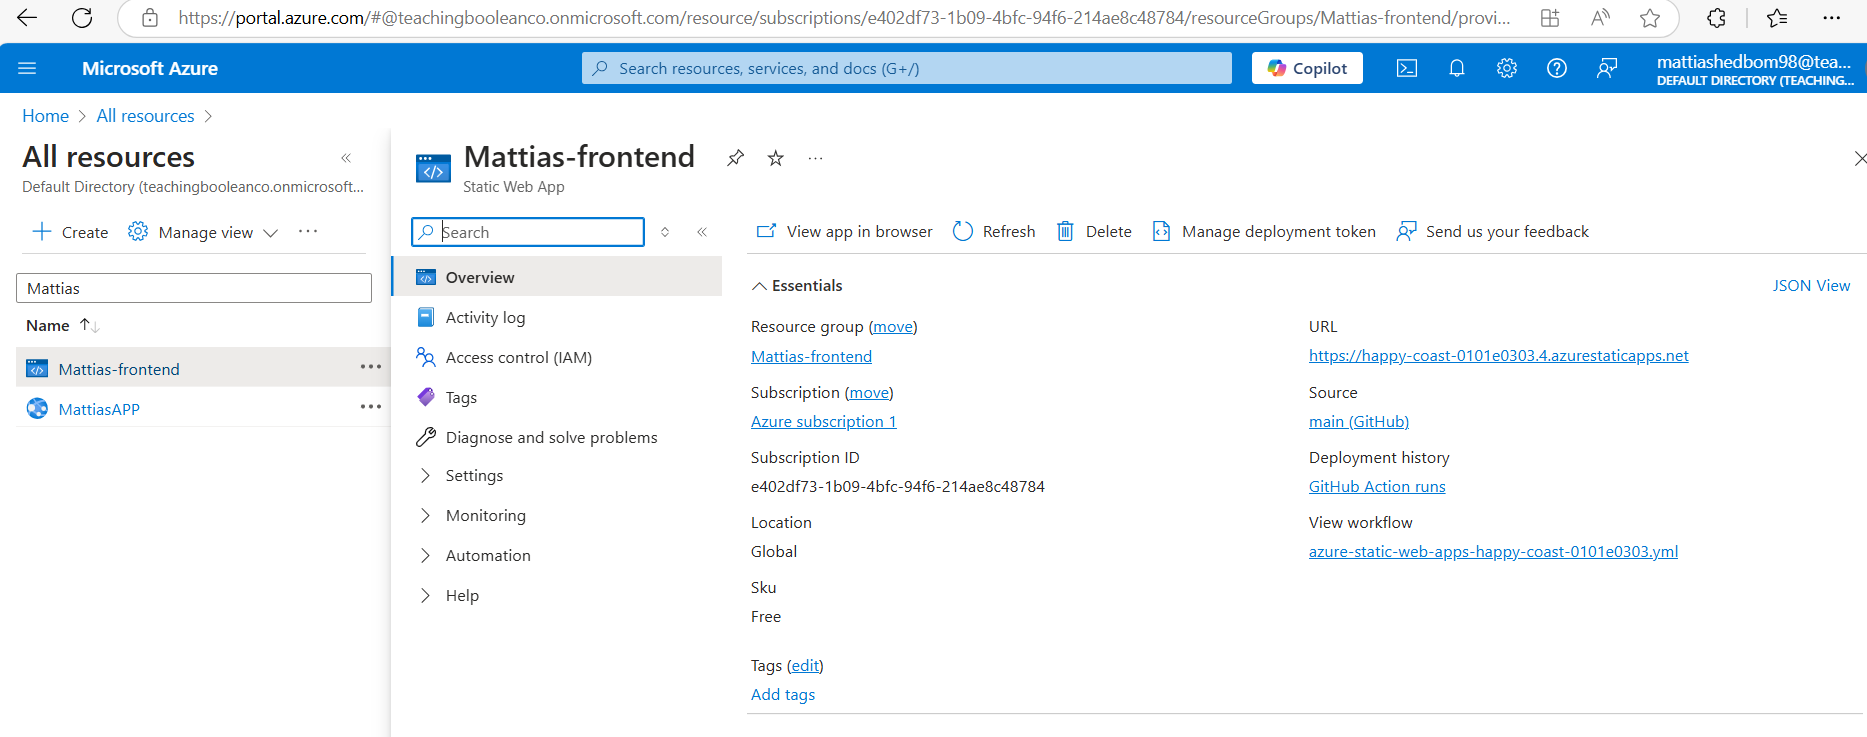 https://portal.azure.com/#@teachingbooleanco.onmicrosoft.com/resource/subscriptions/e402df73-1b09-4bfc-94f6-214ae8c48784/resourceGroups/Mattias-frontend/provi...
Microsoft Azure
Search resources, services, and docs (G+/)
Copilot
mattiashedbom98@tea...
DEFAULT DIRECTORY (TEACHING...
Home > All resources >
All resources
Default Directory (teachingbooleanco.onmicrosoft...
Create
Manage view
Mattias
Name
Mattias-frontend
MattiasAPP
Mattias-frontend
Static Web App
Search
Overview
Activity log
Access control (IAM)
Tags
Diagnose and solve problems
Settings
Monitoring
Automation
Help
View app in browser
Refresh
Delete
Manage deployment token
Send us your feedback
Essentials
JSON View
Resource group (move)
Mattias-frontend
Subscription (move)
Azure subscription 1
Subscription ID
e402df73-1b09-4bfc-94f6-214ae8c48784
Location
Global
Sku
Free
URL
https://happy-coast-0101e0303.4.azurestaticapps.net
Source
main (GitHub)
Deployment history
GitHub Action runs
View workflow
azure-static-web-apps-happy-coast-0101e0303.yml
Tags (edit)
Add tags